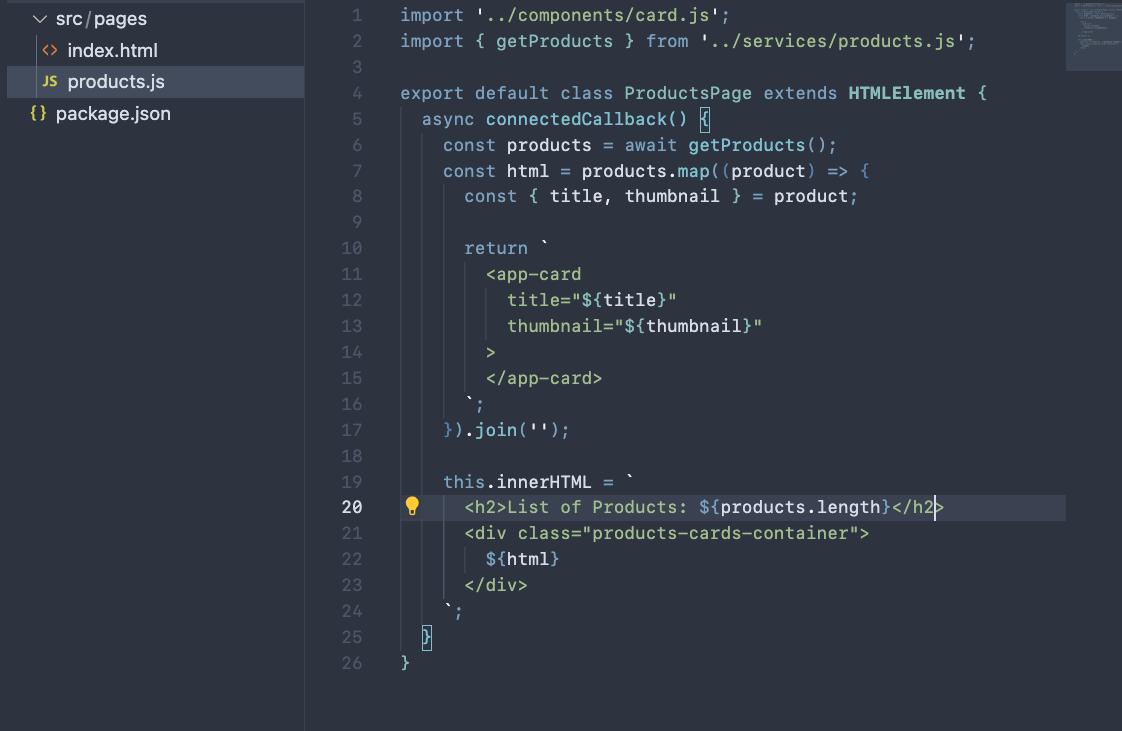 src/pages
<> index.html
JS products.js
{} package.json
1 import '../components/card.js';
2 import { getProducts } from '../services/products.js';
3
4 export default class ProductsPage extends HTMLElement {
5   async connectedCallback() {
6     const products = await getProducts();
7     const html = products.map((product) => {
8       const { title, thumbnail } = product;
9
10       return `
11         <app-card
12           title="${title}"
13           thumbnail="${thumbnail}"
14         >
15         </app-card>
16       `;
17     }).join('');
18
19     this.innerHTML = `
20       <h2>List of Products: ${products.length}</h2>
21       <div class="products-cards-container">
22         ${html}
23       </div>
24     `;
25   }
26 }